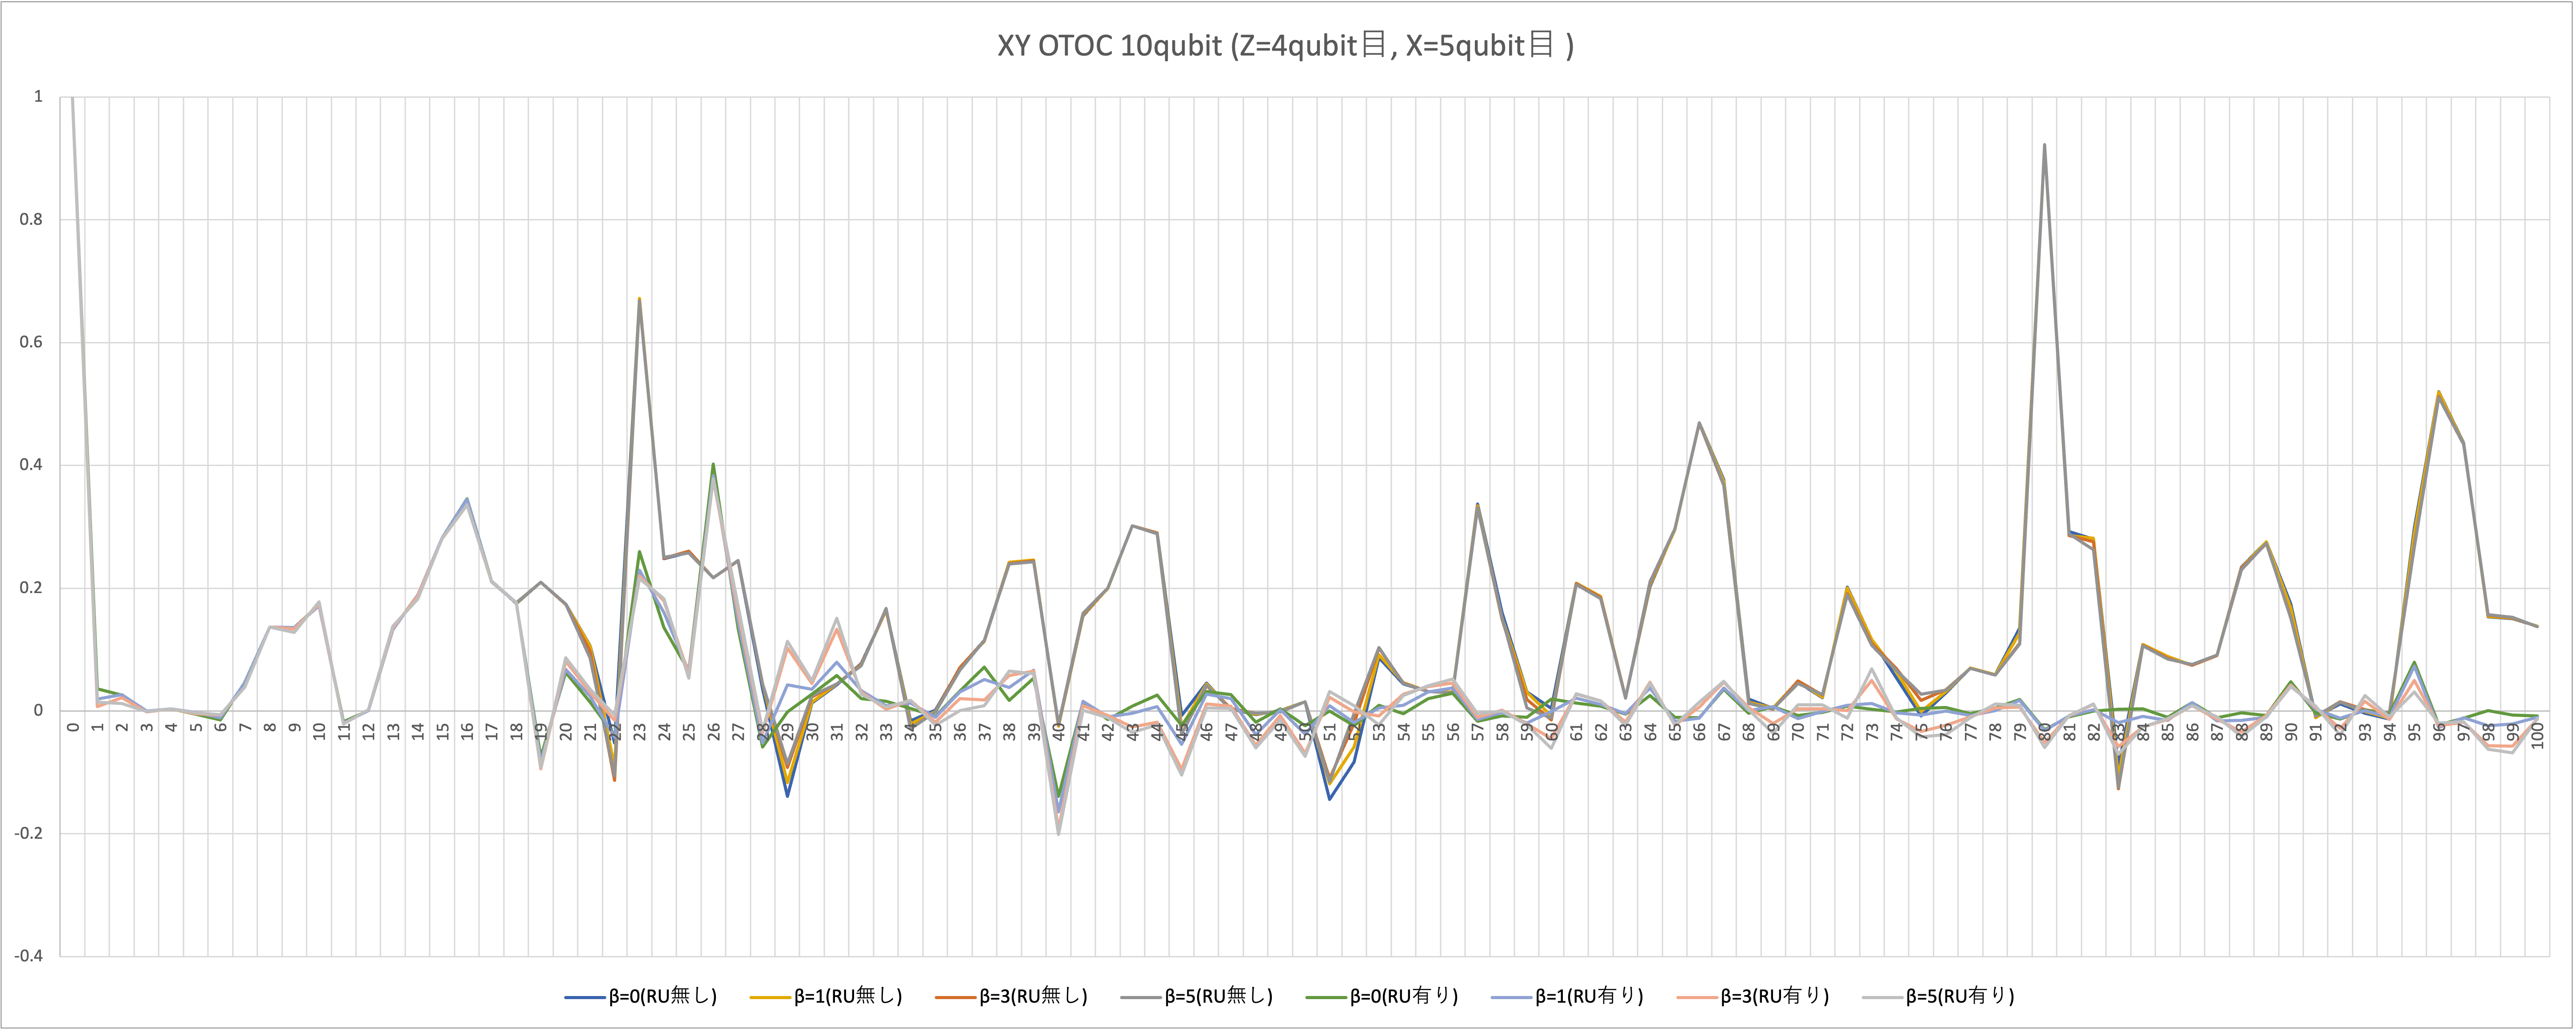 XY OTOC 10qubit (Z=4qubit目, X=5qubit目 )
1
0.8
0.6
0.4
0.2
0
-0.2
-0.4
0 1 2 3 4 5 6 7 8 9 10 11 12 13 14 15 16 17 18 19 20 21 22 23 24 25 26 27 28 29 30 31 32 33 34 35 36 37 38 39 40 41 42 43 44 45 46 47 48 49 50 51 52 53 54 55 56 57 58 59 60 61 62 63 64 65 66 67 68 69 70 71 72 73 74 75 76 77 78 79 80 81 82 83 84 85 86 87 88 89 90 91 92 93 94 95 96 97 98 99 100
β=0(RU無し) β=1(RU無し) β=3(RU無し) β=5(RU無し) β=0(RU有り) β=1(RU有り) β=3(RU有り) β=5(RU有り)